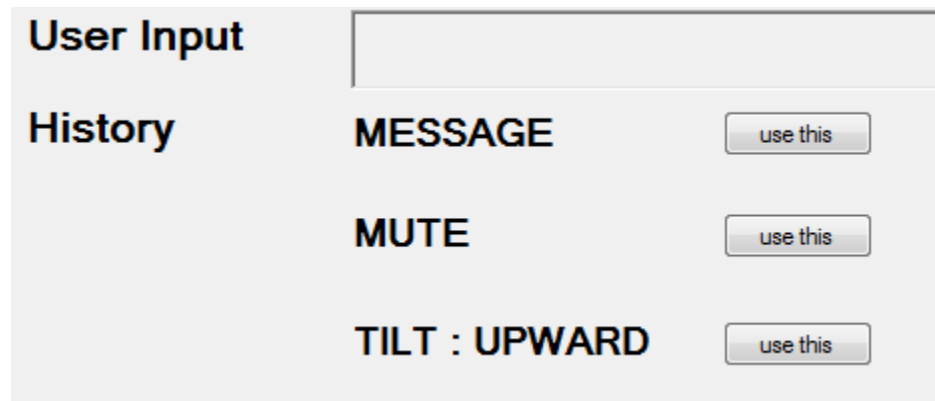 User Input
History MESSAGE use this
MUTE use this
TILT : UPWARD use this